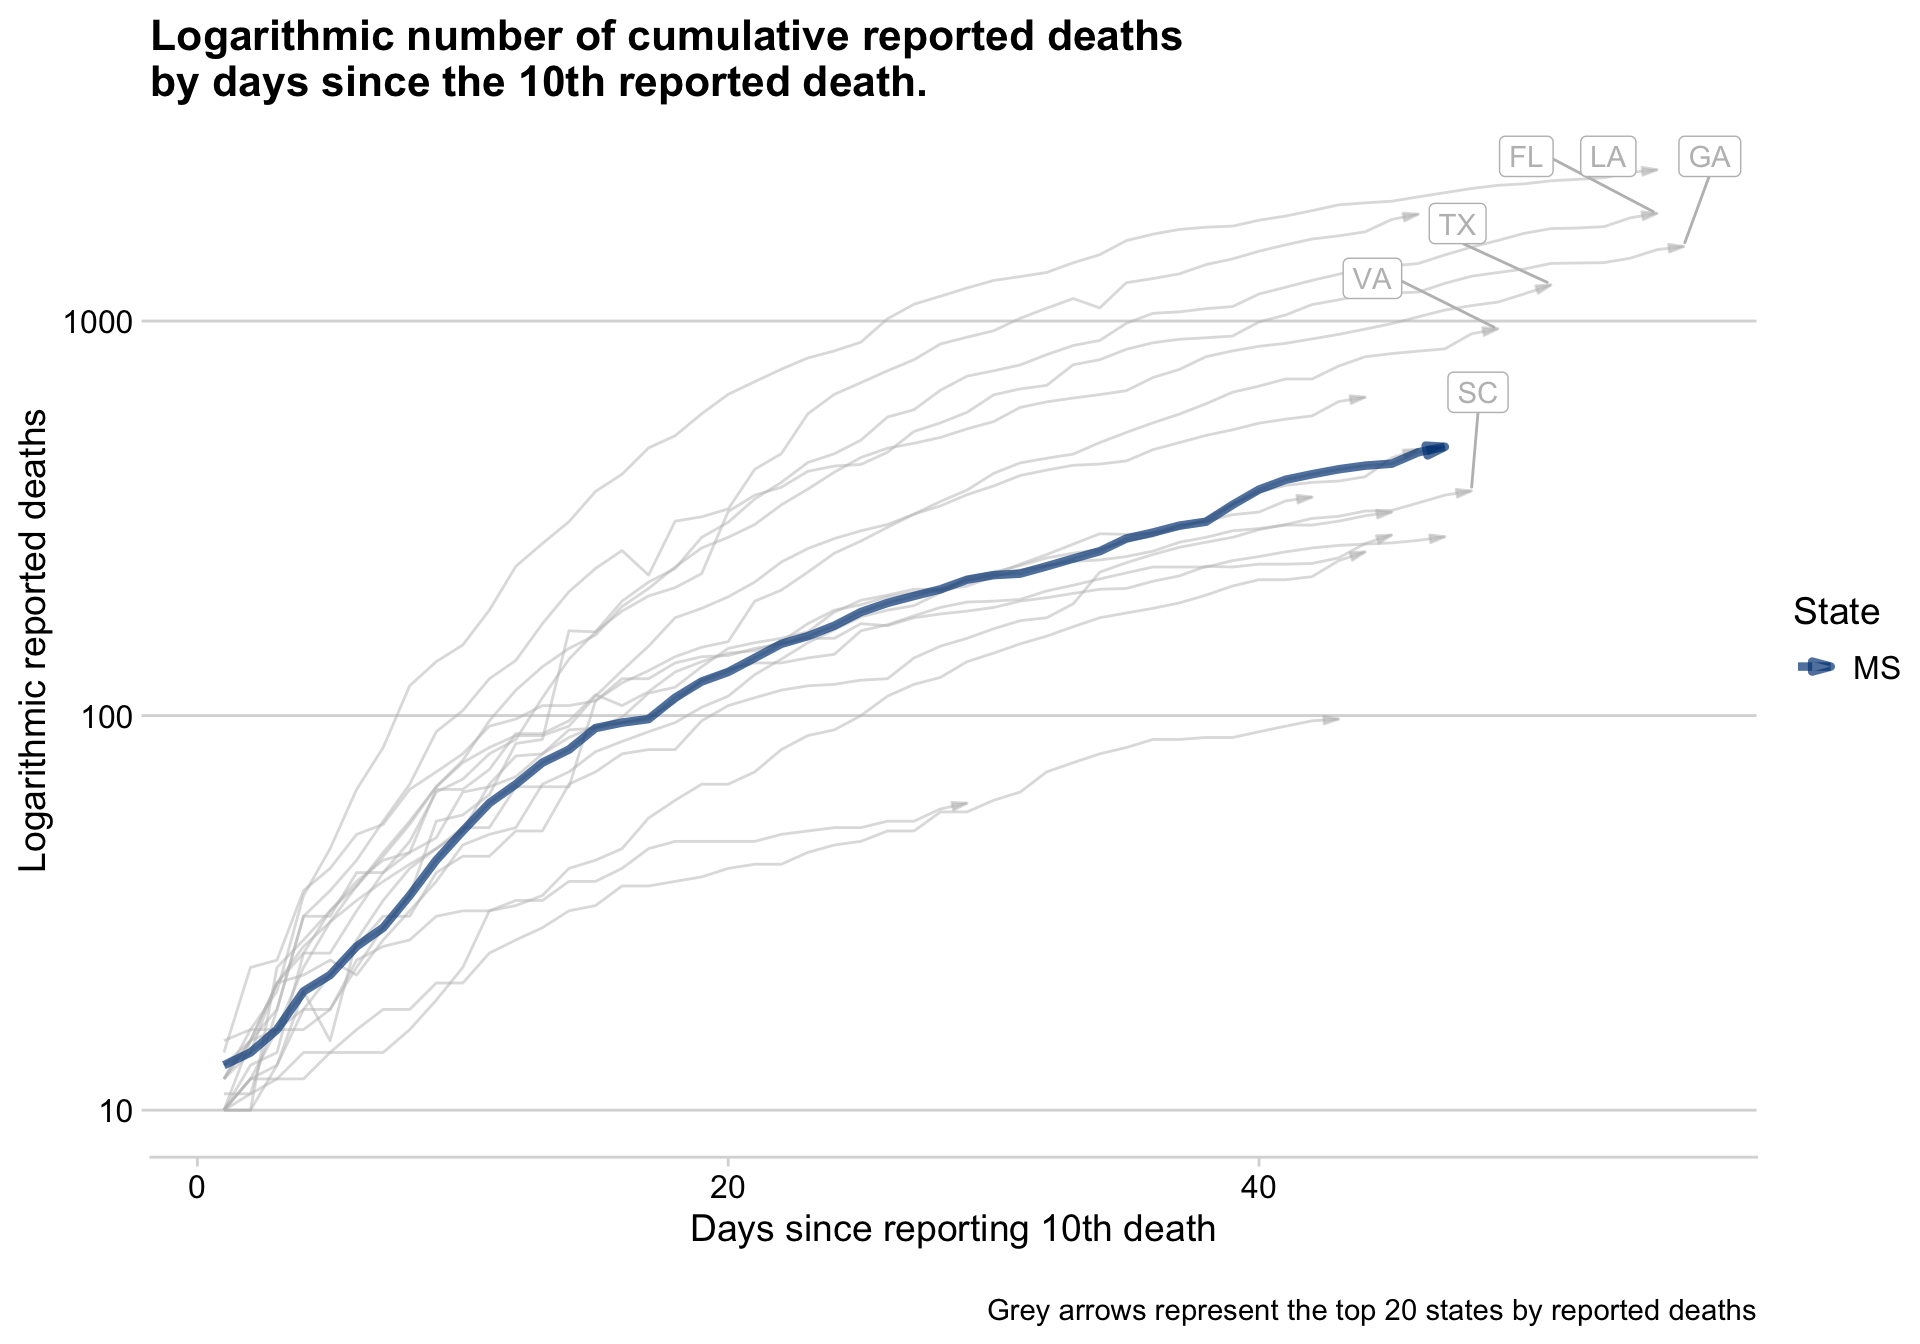 Logarithmic number of cumulative reported deaths
by days since the 10th reported death.
FL
LA
GA
TX
VA
SC
1000
100
10
Logarithmic reported deaths
State
MS
0
20
40
Days since reporting 10th death
Grey arrows represent the top 20 states by reported deaths